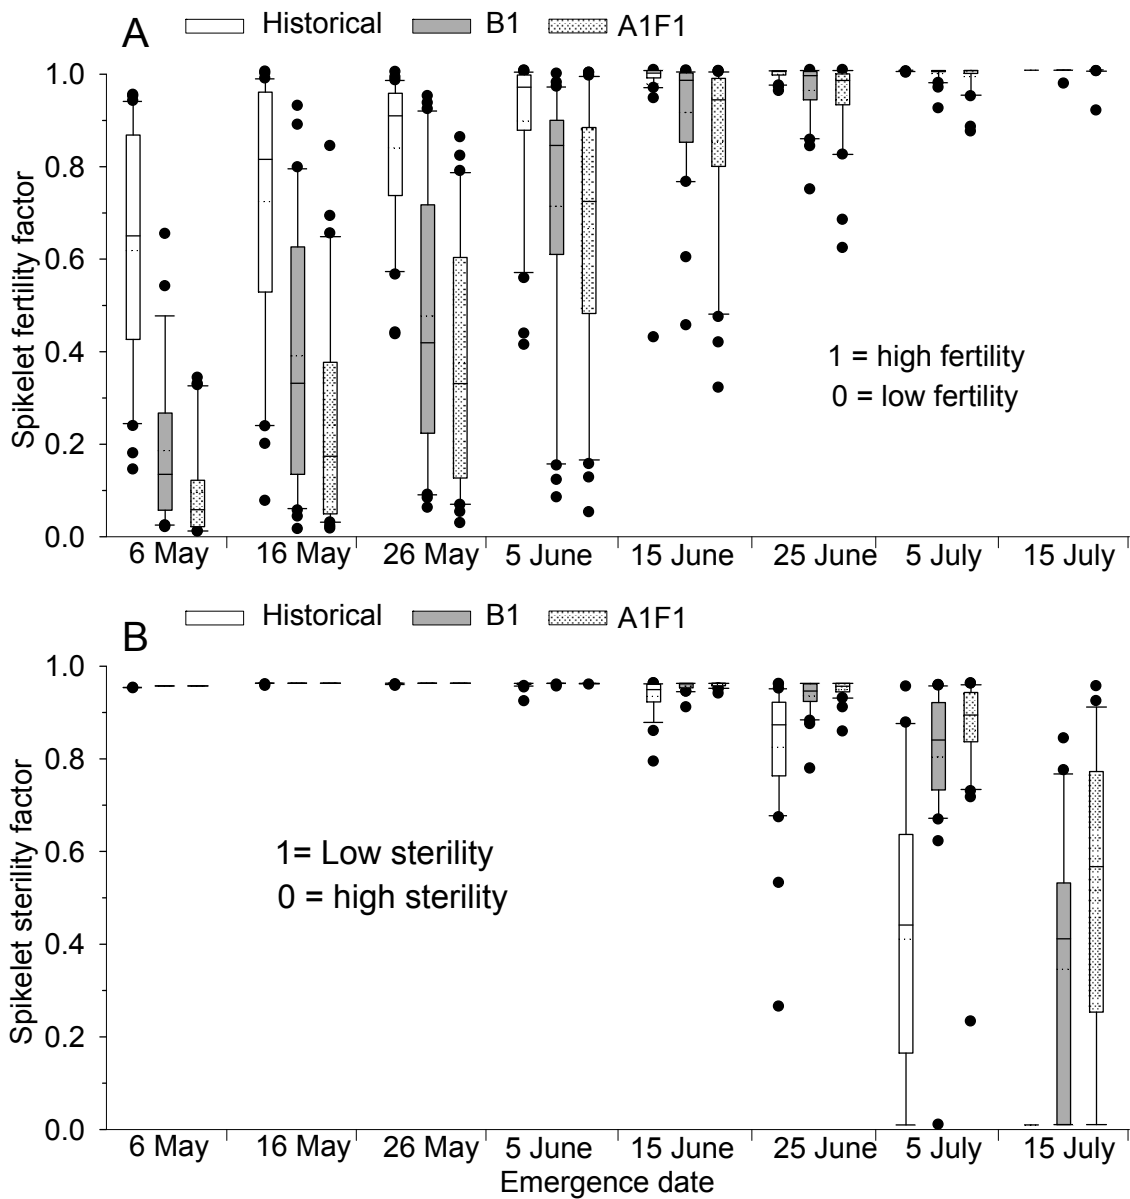 A
Historical B1 A1F1
Spikelet fertility factor
1.0
0.8
0.6
0.4
0.2
0.0
1 = high fertility
0 = low fertility
6 May 16 May 26 May 5 June 15 June 25 June 5 July 15 July
B
Historical B1 A1F1
Spikelet sterility factor
1.0
0.8
0.6
0.4
0.2
0.0
1= Low sterility
0 = high sterility
6 May 16 May 26 May 5 June 15 June 25 June 5 July 15 July
Emergence date